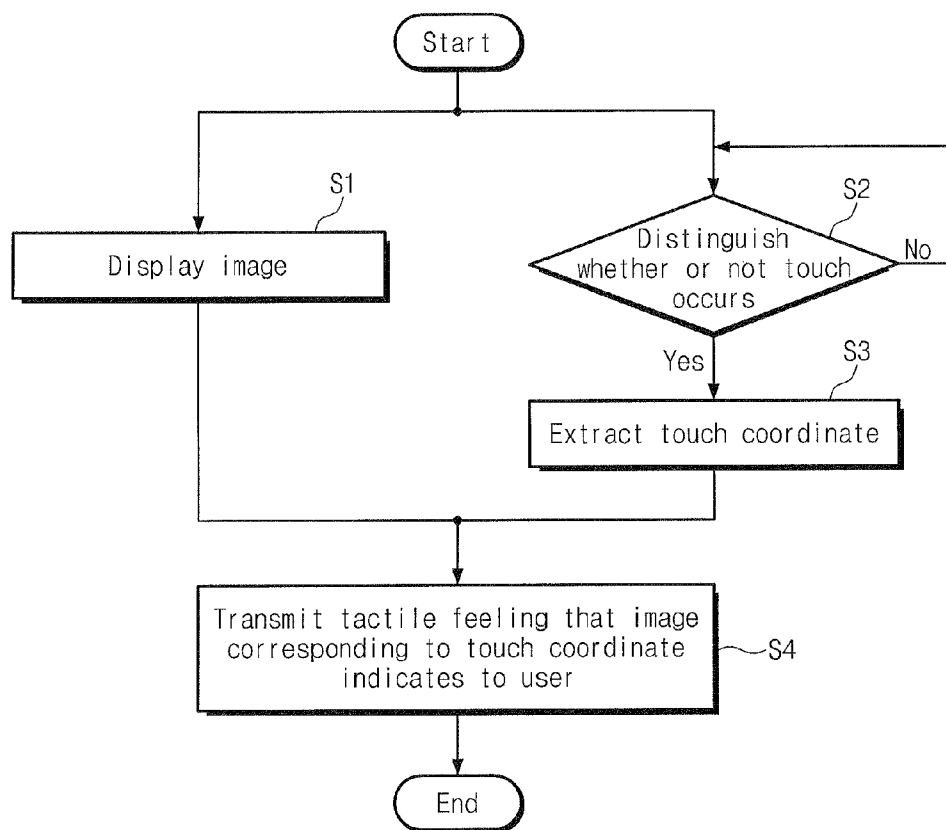 Start
S1
Display image
S2
Distinguish
whether or not touch
occurs
No
Yes
S3
Extract touch coordinate
Transmit tactile feeling that image
corresponding to touch coordinate
indicates to user
S4
End